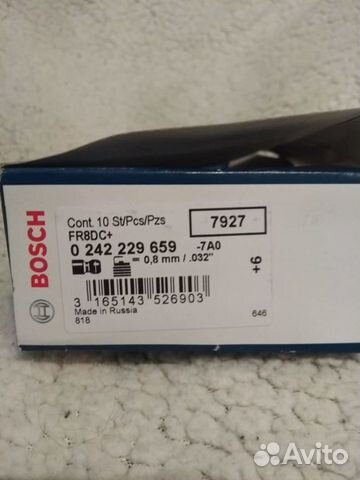 BOSCH
Cont. 10 St/Pcs/Pzs
7927
FR8DC+
0 242 229 659 -7A0
= 0,8 mm / .032"
+6
3 165143 526903
Made in Russia
818
646
Avito